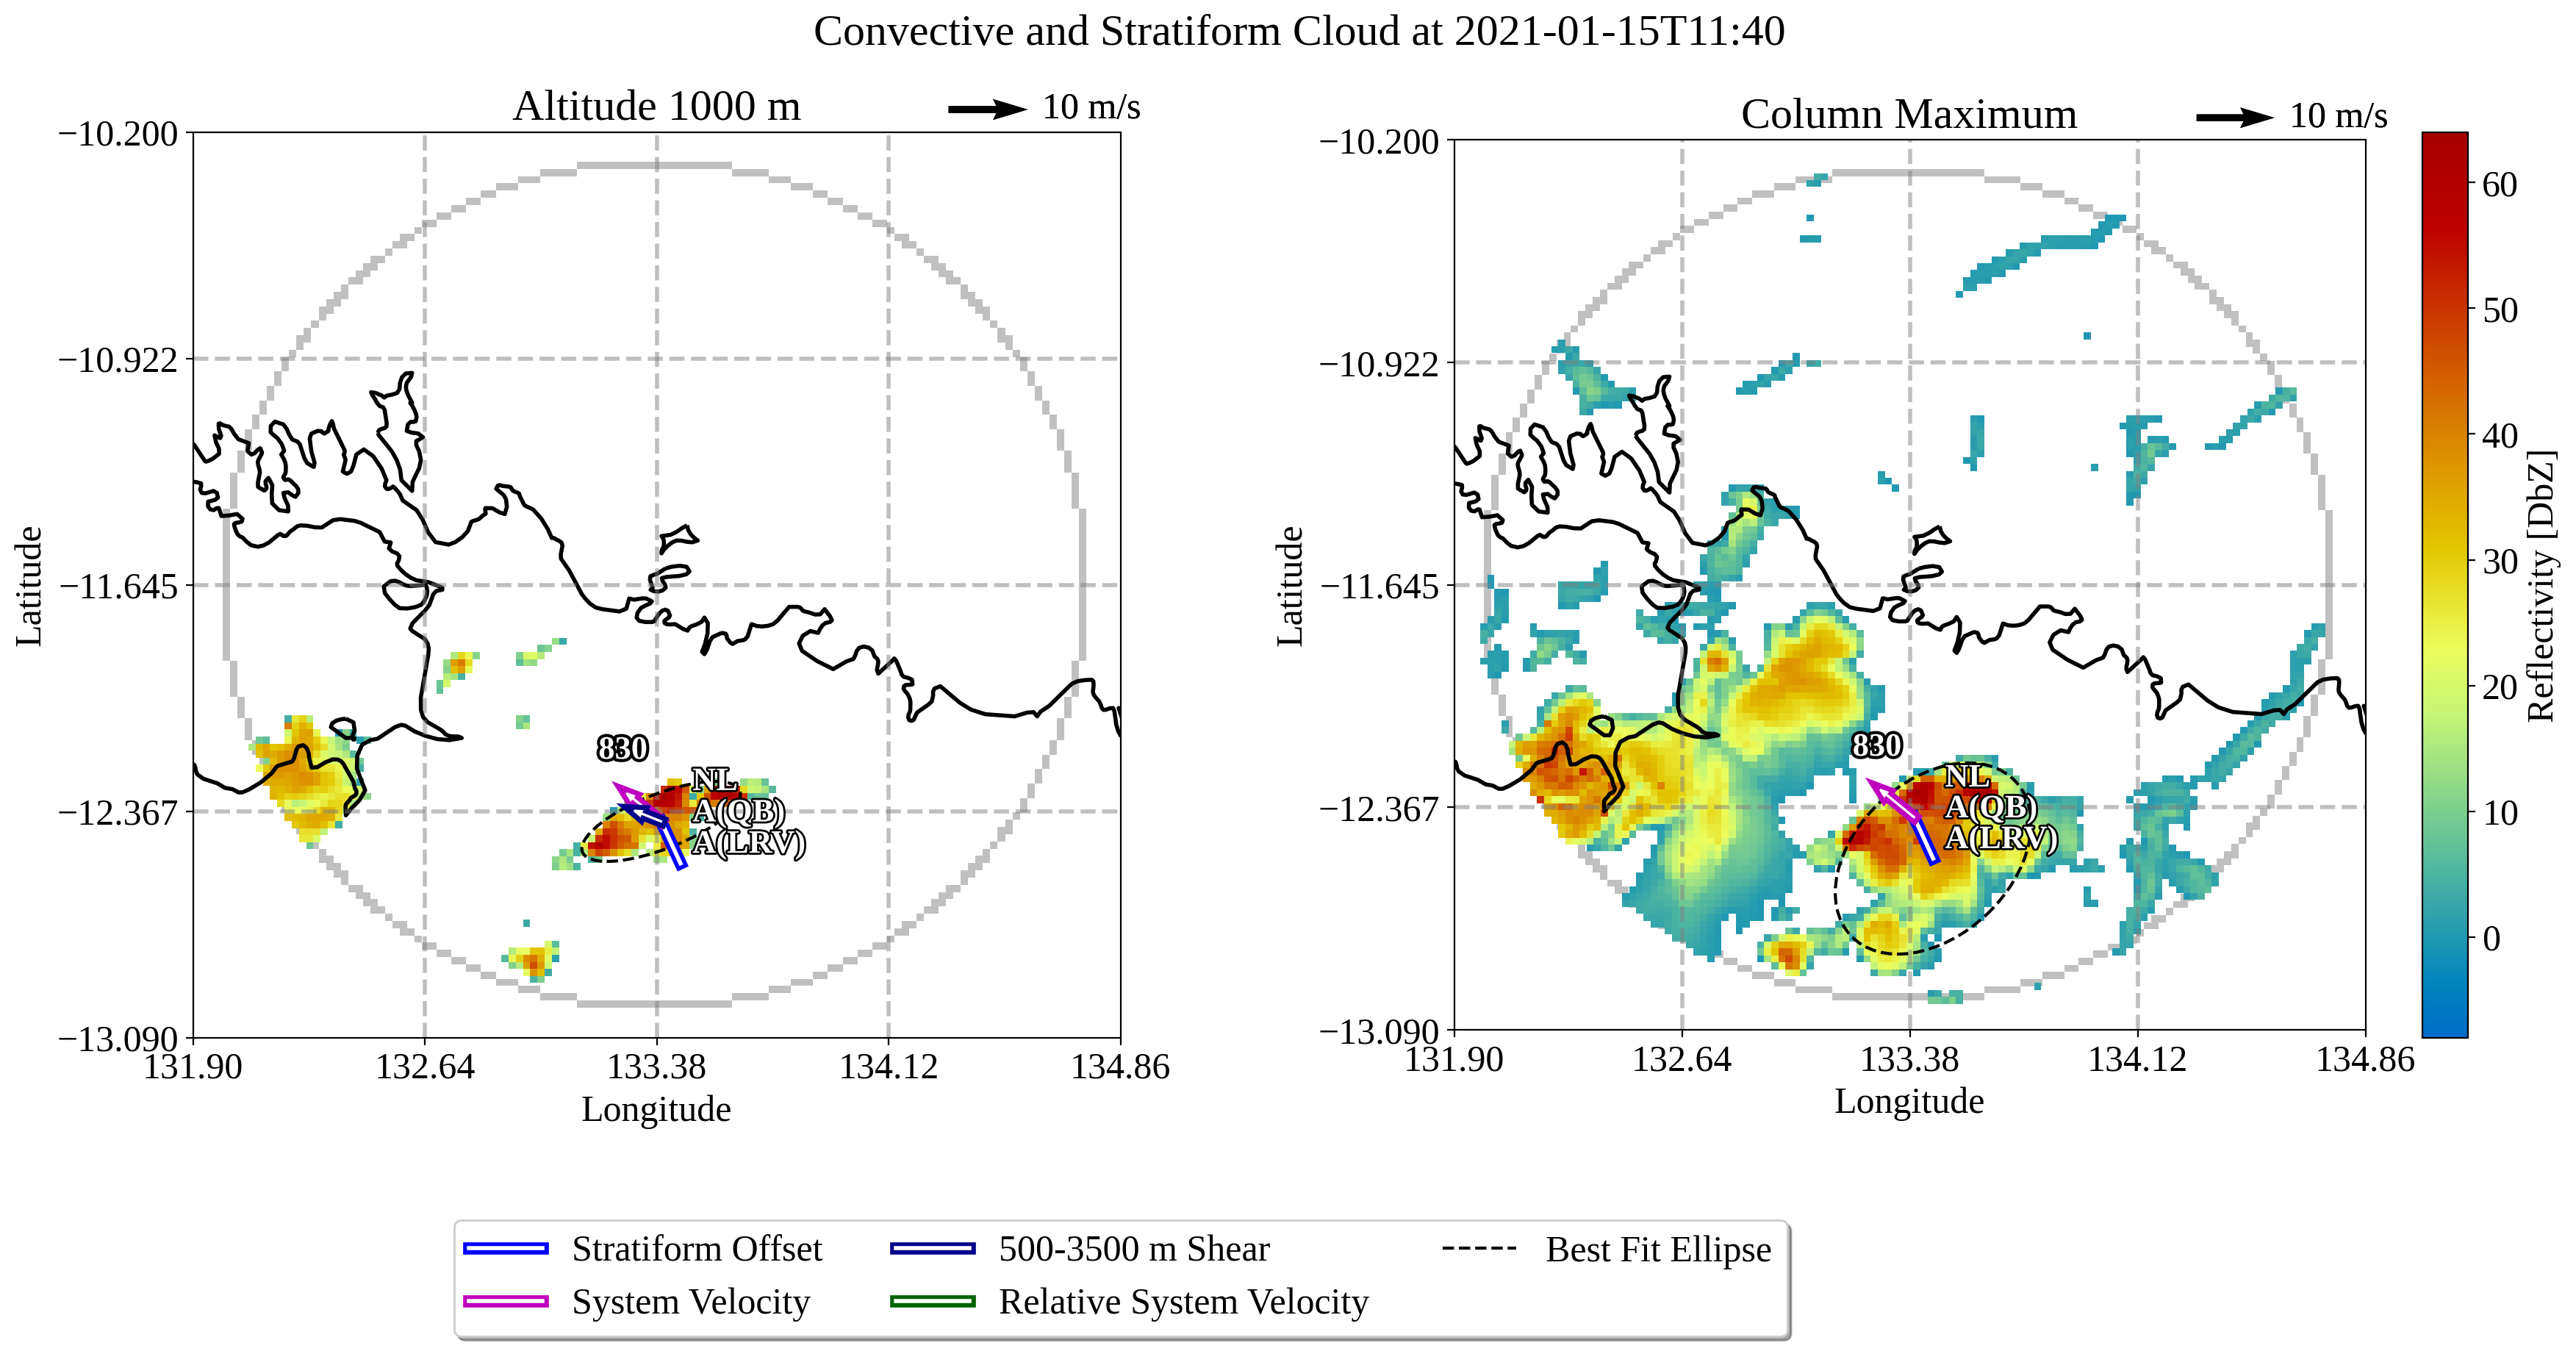 Convective and Stratiform Cloud at 2021-01-15T11:40
Altitude 1000 m
10 m/s
−10.200
−10.922
−11.645
−12.367
−13.090
Latitude
830
NL
A(QB)
A(LRV)
131.90
132.64
133.38
134.12
134.86
Longitude
Column Maximum
10 m/s
−10.200
−10.922
−11.645
−12.367
−13.090
Latitude
830
NL
A(QB)
A(LRV)
131.90
132.64
133.38
134.12
134.86
Longitude
60
50
40
30
20
10
0
Reflectivity [DbZ]
Stratiform Offset
System Velocity
500-3500 m Shear
Relative System Velocity
Best Fit Ellipse